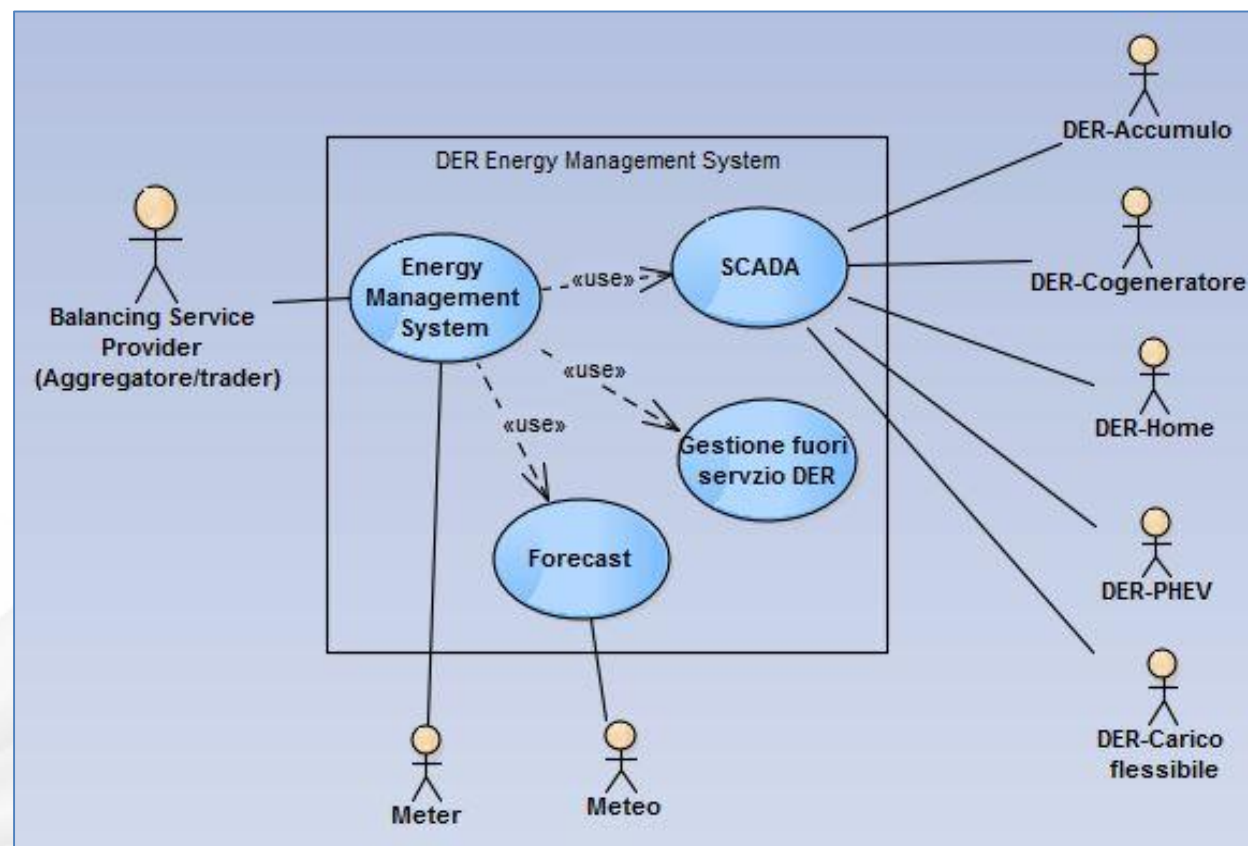 DER Energy Management System
Balancing Service
Provider
(Aggregatore/trader)
Energy
Management
System
«use»
SCADA
«use»
Gestione fuori
servzio DER
«use»
Forecast
DER-Accumulo
DER-Cogeneratore
DER-Home
DER-PHEV
DER-Carico
flessibile
Meter
Meteo